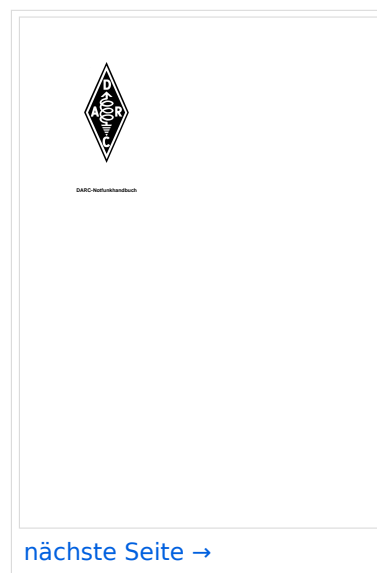 D
A R
C
DARC-Notfunkhandbuch
nächste Seite →